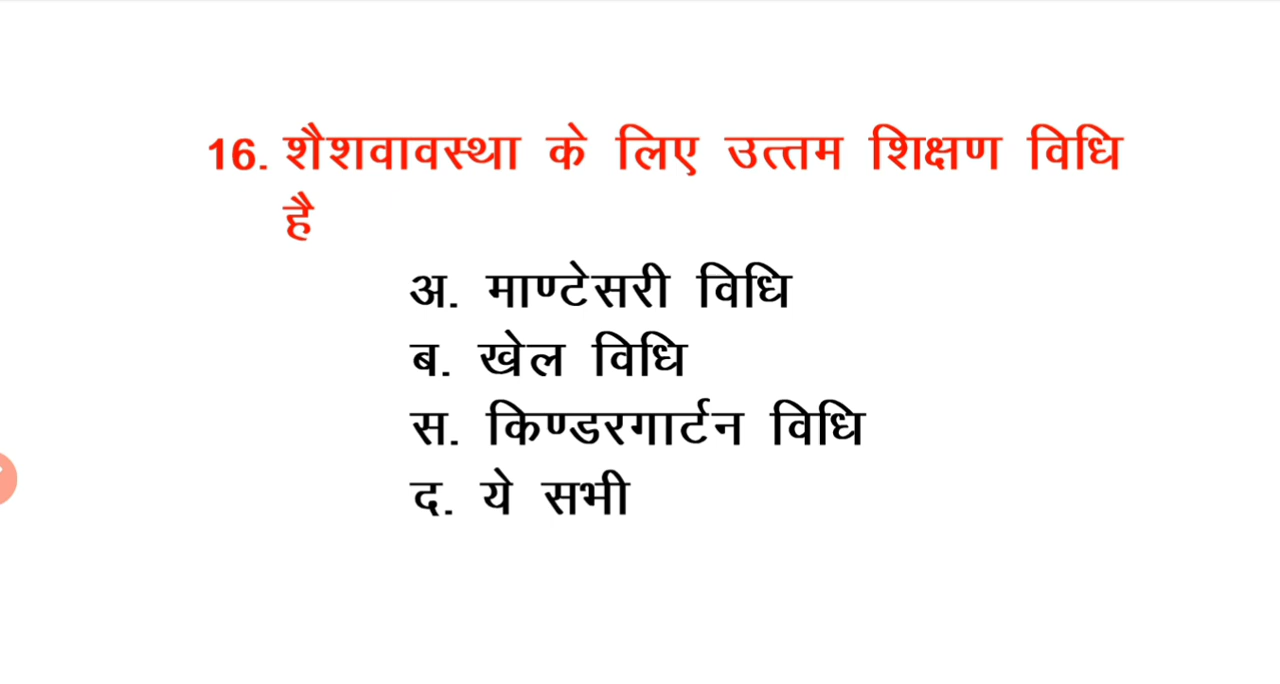 16. शैशवावस्था के लिए उत्तम शिक्षण विधि
है
अ. माण्टेसरी विधि
ब. खेल विधि
स. किण्डरगार्टन विधि
द. ये सभी